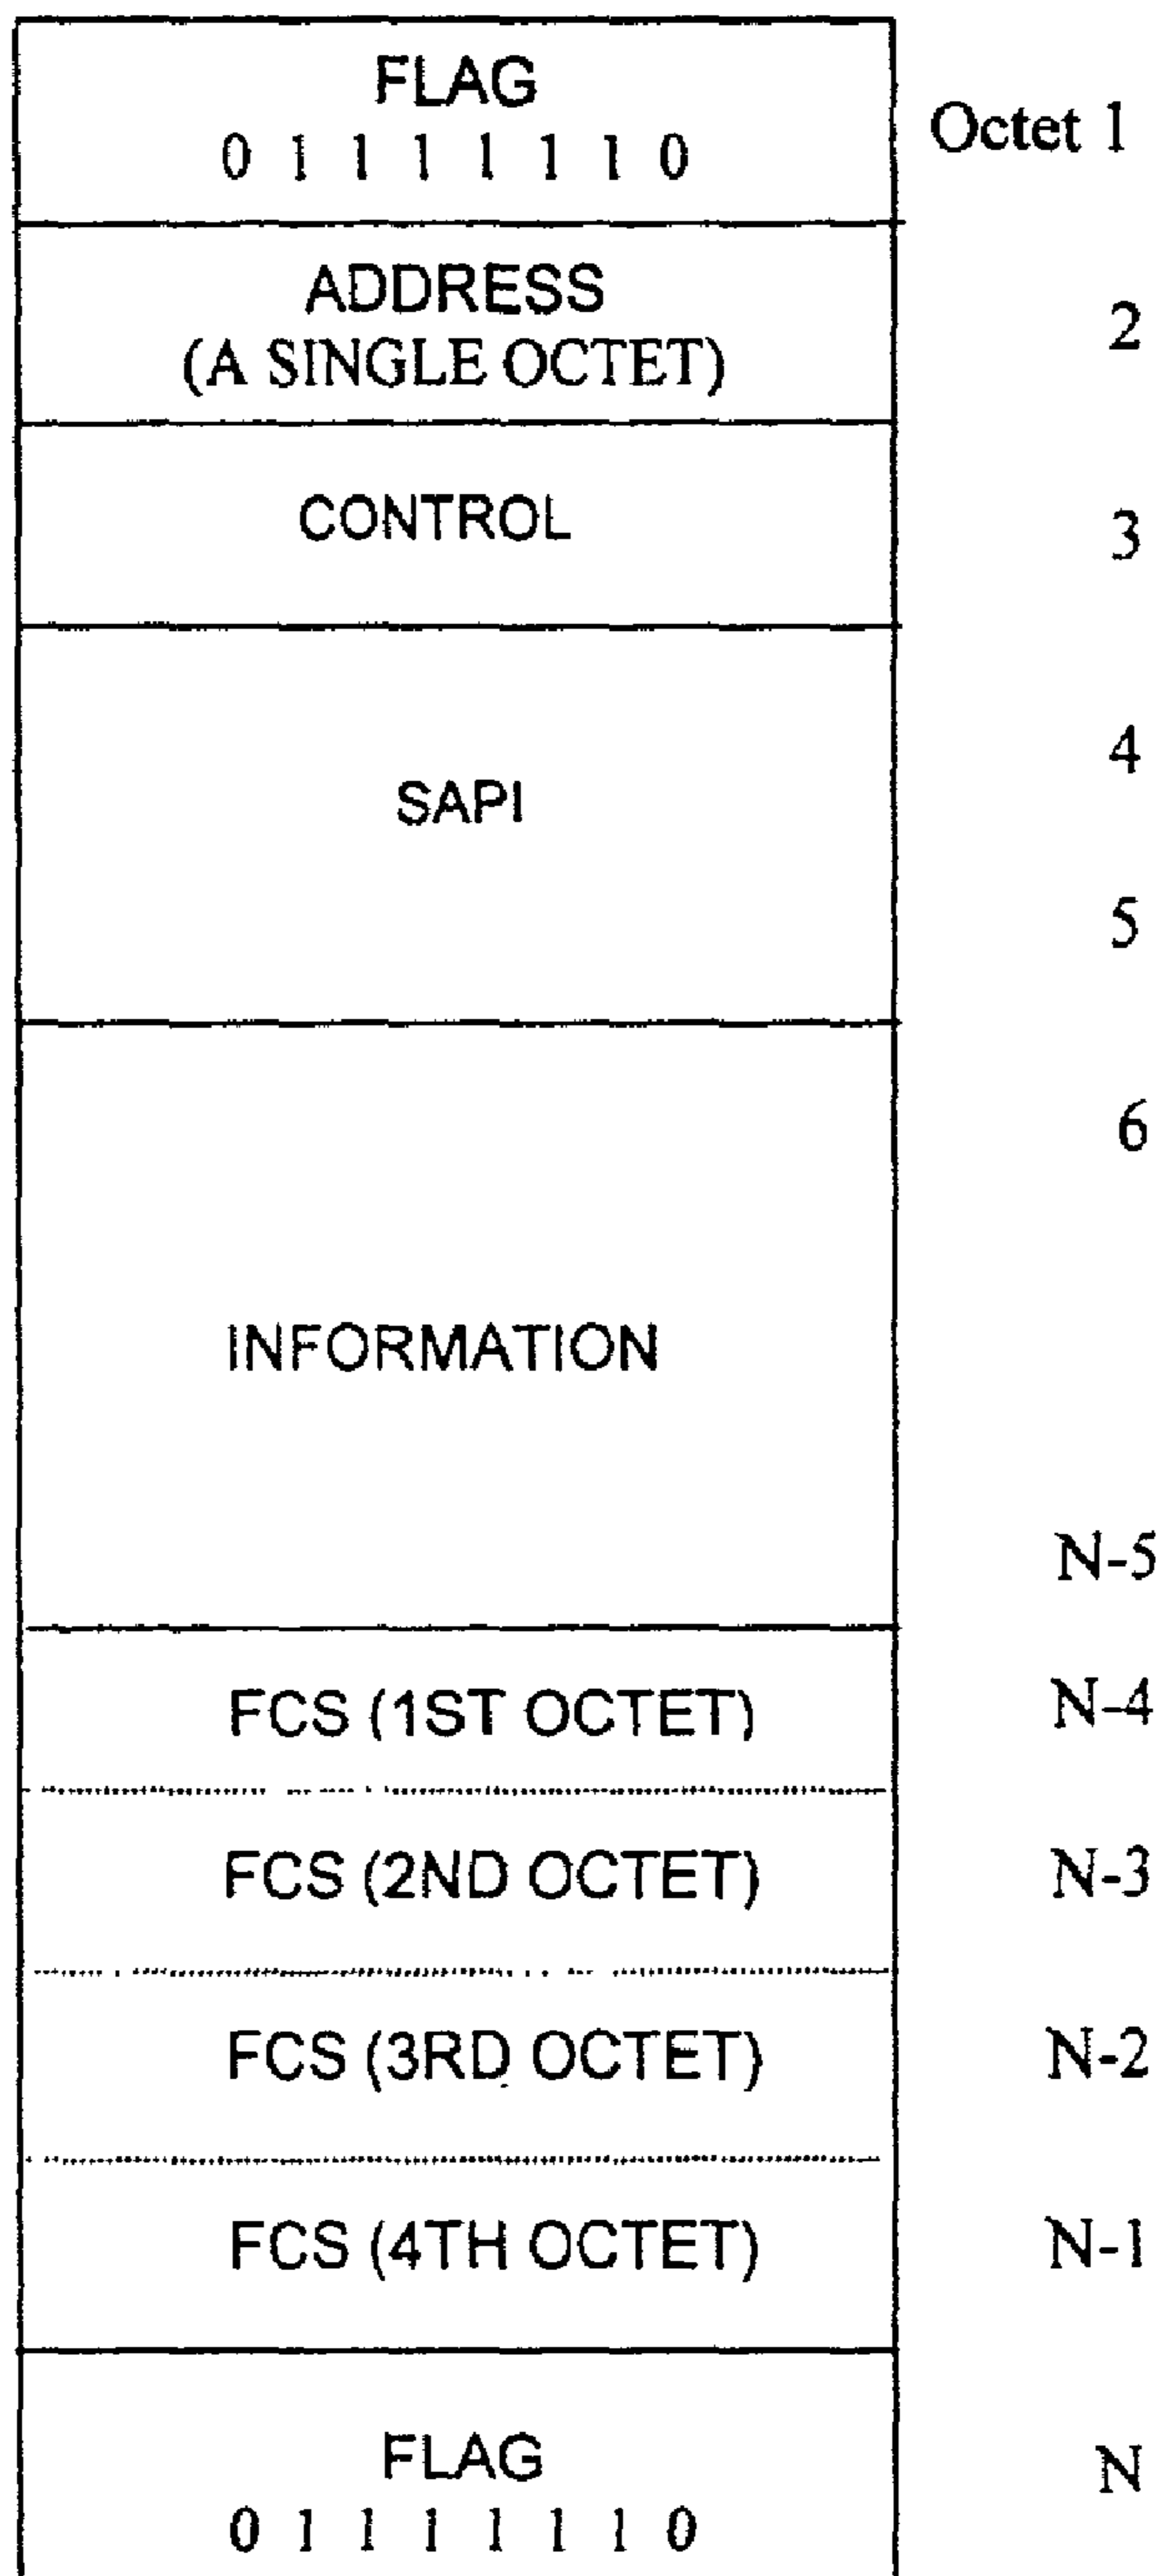 FLAG
0 1 1 1 1 1 1 0 Octet 1
ADDRESS
(A SINGLE OCTET) 2
CONTROL 3
4
SAPI
5
6
INFORMATION
N-5
FCS (1ST OCTET) N-4
FCS (2ND OCTET) N-3
FCS (3RD OCTET) N-2
FCS (4TH OCTET) N-1
FLAG N
0 1 1 1 1 1 1 0